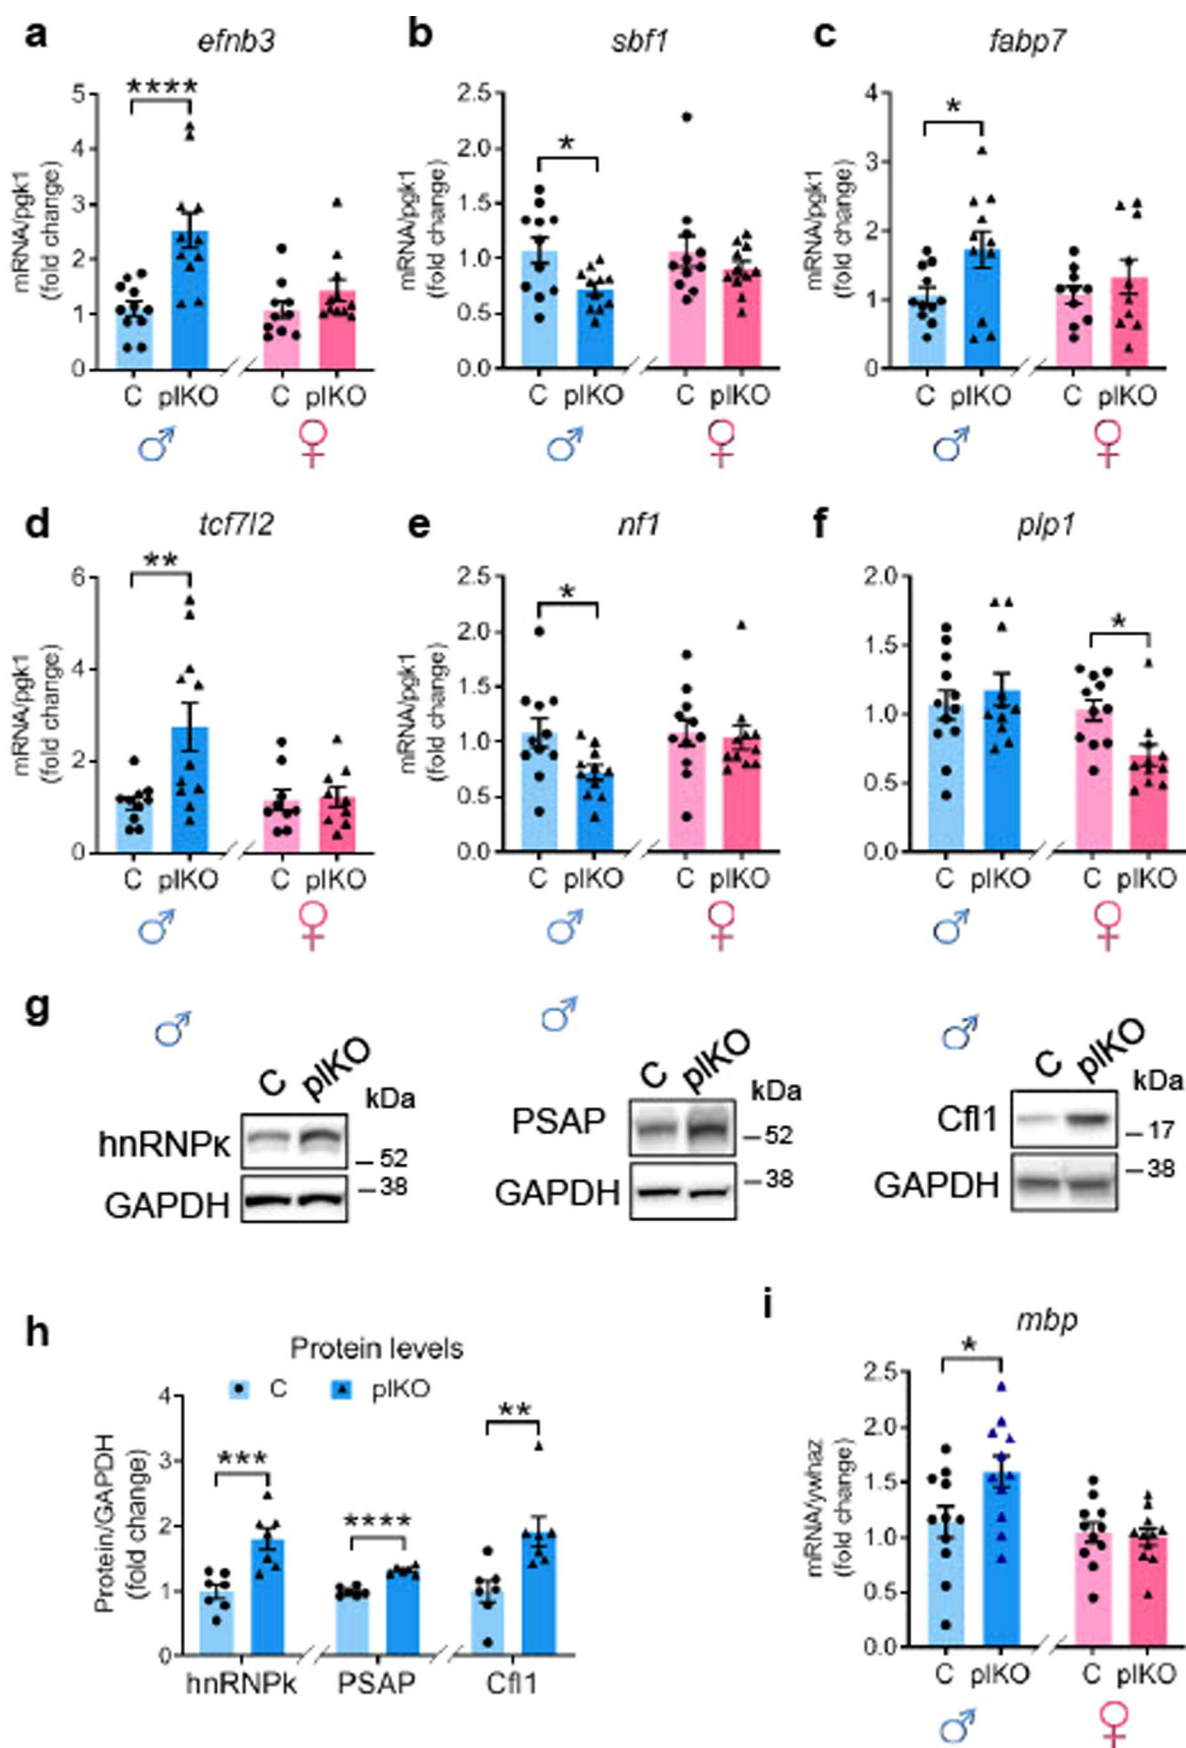 a
efnb3
mRNA/pgk1
(fold change)
5
4
3
2
1
0
****
C pIKO
C pIKO
♂
♀
b
sbf1
mRNA/pgk1
(fold change)
2.5
2.0
1.5
1.0
0.5
0.0
*
C pIKO
C pIKO
♂
♀
c
fabp7
mRNA/pgk1
(fold change)
4
3
2
1
0
*
C pIKO
C pIKO
♂
♀
d
tcf7l2
mRNA/pgk1
(fold change)
6
4
2
0
**
C pIKO
C pIKO
♂
♀
e
nf1
mRNA/pgk1
(fold change)
2.5
2.0
1.5
1.0
0.5
0.0
*
C pIKO
C pIKO
♂
♀
f
plp1
2.0
1.5
1.0
0.5
0.0
*
C pIKO
C pIKO
♂
♀
g
♂
C pIKO
kDa
hnRNPκ
52
GAPDH
38
♂
C pIKO
kDa
PSAP
52
GAPDH
38
♂
C pIKO
kDa
Cfl1
17
GAPDH
38
h
Protein levels
C pIKO
Protein/GAPDH
(fold change)
4
3
2
1
0
***
****
**
hnRNPk PSAP Cfl1
i
mbp
mRNA/ywhaz
(fold change)
2.5
2.0
1.5
1.0
0.5
0.0
*
C pIKO
C pIKO
♂
♀